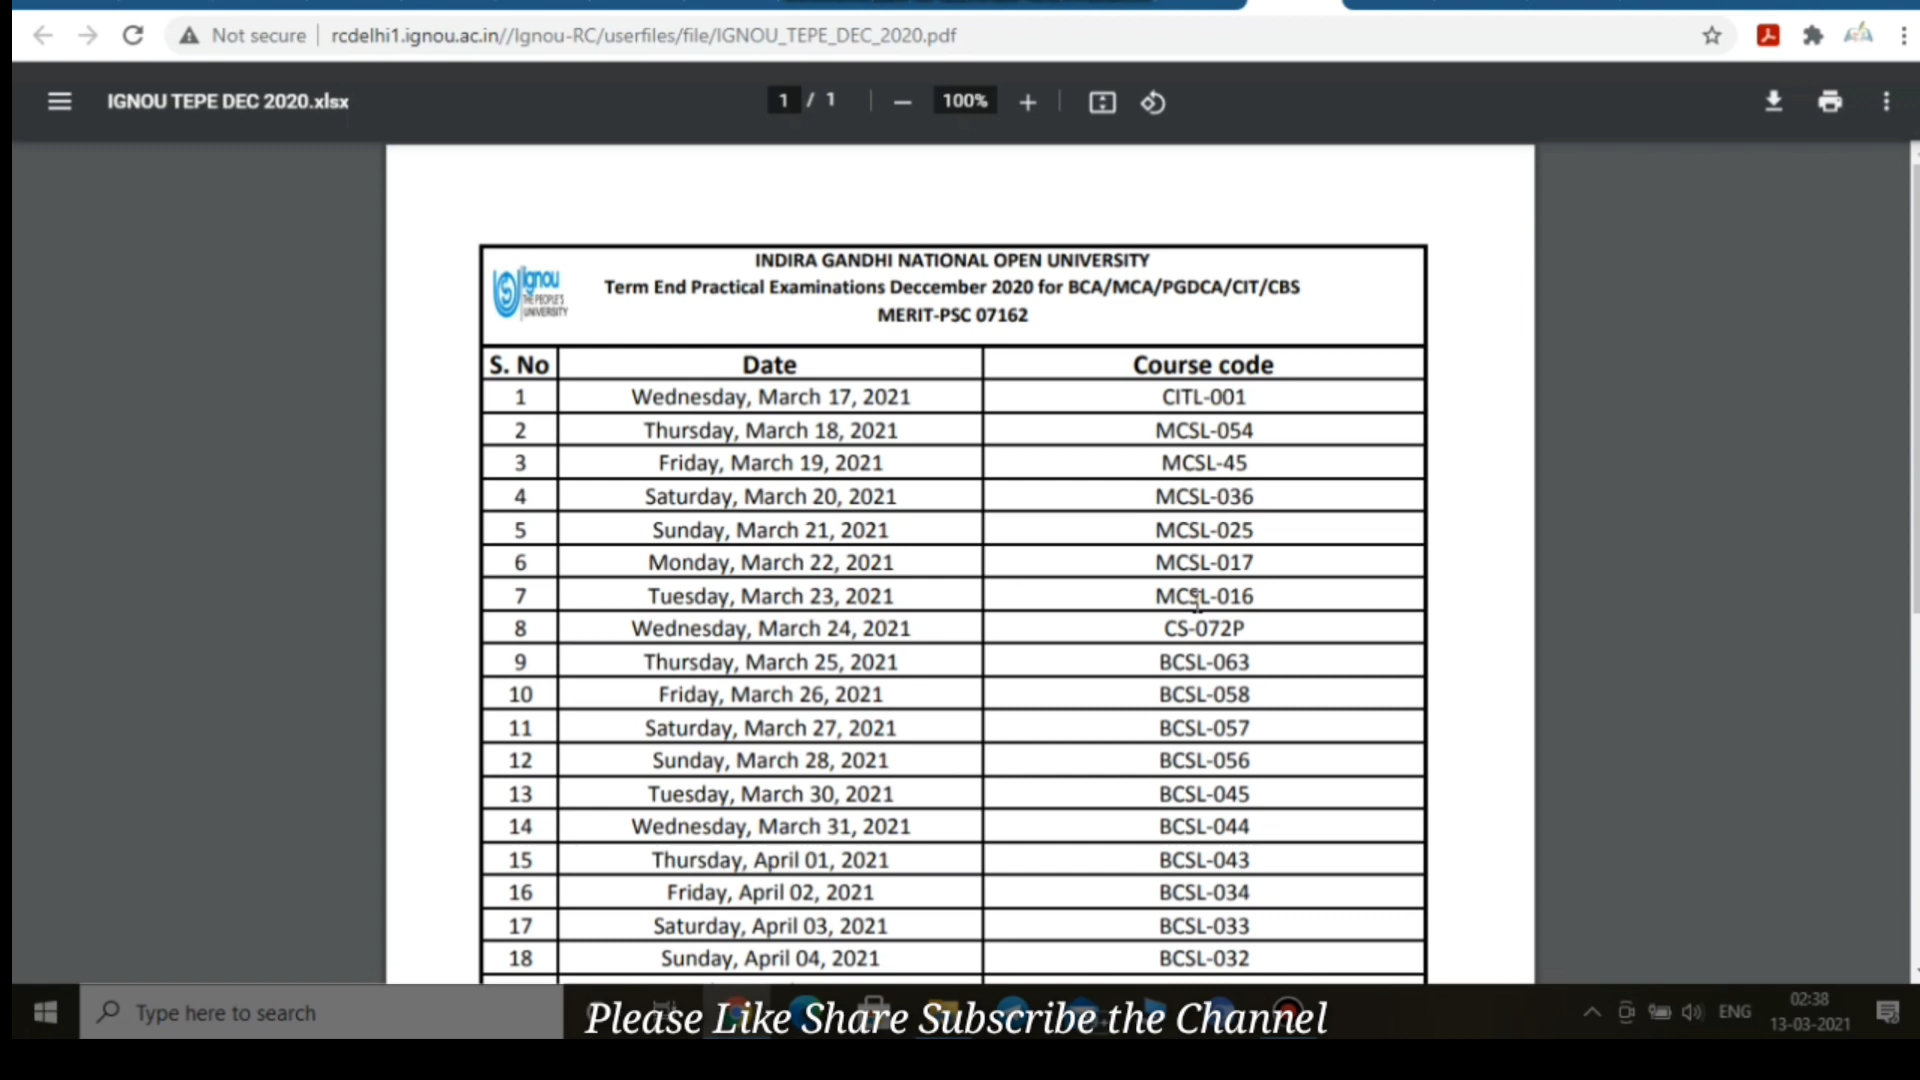 Not secure | rcdelhi1.ignou.ac.in//Ignou-RC/userfiles/file/IGNOU_TEPE_DEC_2020.pdf
IGNOU TEPE DEC 2020.xlsx
1 / 1
100%
INDIRA GANDHI NATIONAL OPEN UNIVERSITY
Term End Practical Examinations Deccember 2020 for BCA/MCA/PGDCA/CIT/CBS
MERIT-PSC 07162
ignou
THE PEOPLE'S
UNIVERSITY
S. No Date Course code
1 Wednesday, March 17, 2021 CITL-001
2 Thursday, March 18, 2021 MCSL-054
3 Friday, March 19, 2021 MCSL-45
4 Saturday, March 20, 2021 MCSL-036
5 Sunday, March 21, 2021 MCSL-025
6 Monday, March 22, 2021 MCSL-017
7 Tuesday, March 23, 2021 MCSL-016
8 Wednesday, March 24, 2021 CS-072P
9 Thursday, March 25, 2021 BCSL-063
10 Friday, March 26, 2021 BCSL-058
11 Saturday, March 27, 2021 BCSL-057
12 Sunday, March 28, 2021 BCSL-056
13 Tuesday, March 30, 2021 BCSL-045
14 Wednesday, March 31, 2021 BCSL-044
15 Thursday, April 01, 2021 BCSL-043
16 Friday, April 02, 2021 BCSL-034
17 Saturday, April 03, 2021 BCSL-033
18 Sunday, April 04, 2021 BCSL-032
Type here to search
Please Like Share Subscribe the Channel
ENG
02:38
13-03-2021